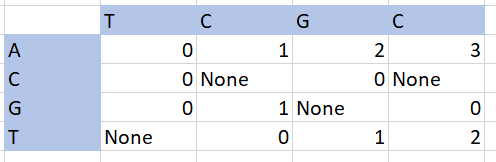 T C G C
A 0 1 2 3
C 0 None 0 None
G 0 1 None 0
T None 0 1 2